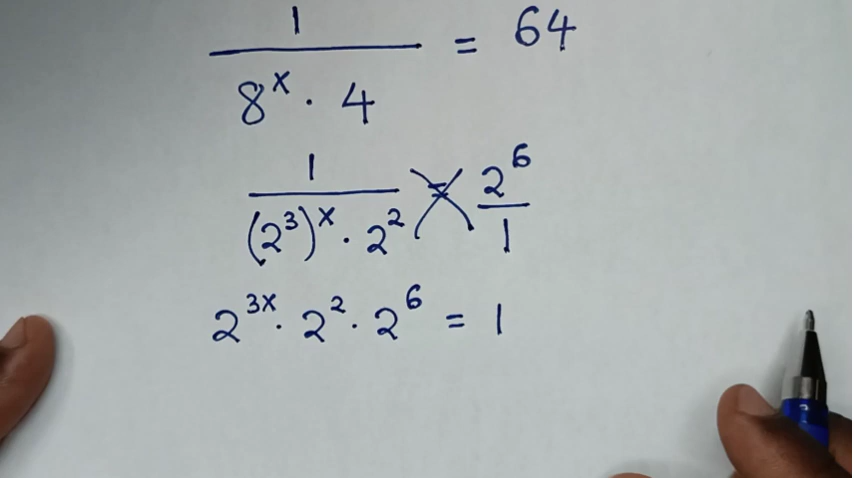 1/(8^x · 4) = 64
1/((2^3)^x · 2^2) = 2^6/1
2^3x · 2^2 · 2^6 = 1